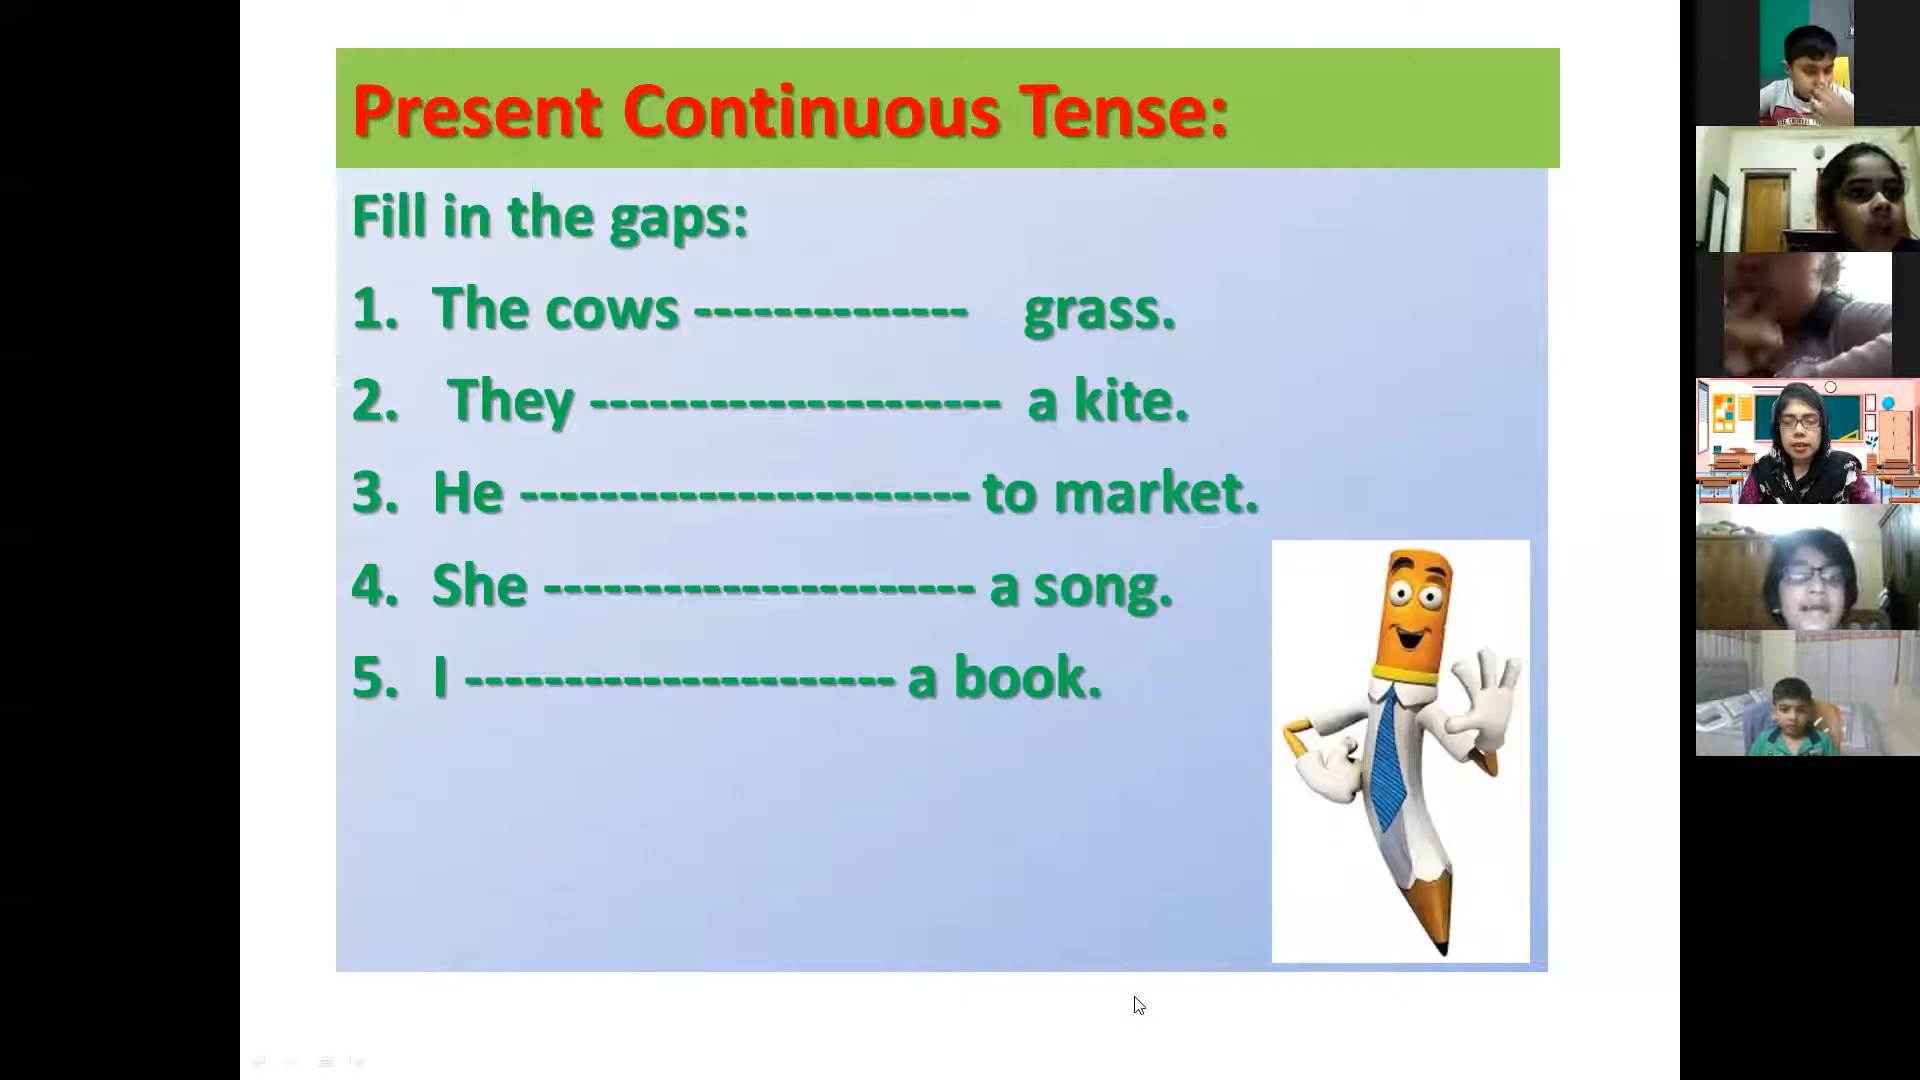 Present Continuous Tense:
Fill in the gaps:
1. The cows -------------- grass.
2. They --------------------- a kite.
3. He ----------------------- to market.
4. She ---------------------- a song.
5. I ---------------------- a book.